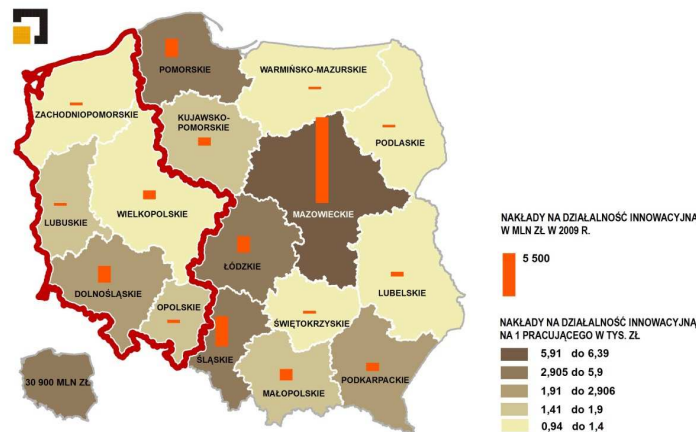 POMORSKIE
WARMIŃSKO-MAZURSKIE
ZACHODNIOPOMORSKIE
KUJAWSKO-
POMORSKIE
PODLASKIE
MAZOWIECKIE
WIELKOPOLSKIE
LUBUSKIE
ŁÓDZKIE
LUBELSKIE
DOLNOŚLĄSKIE
OPOLSKIE
ŚWIĘTOKRZYSKIE
ŚLĄSKIE
MAŁOPOLSKIE
PODKARPACKIE
30 900 MLN ZŁ
NAKŁADY NA DZIAŁALNOŚĆ INNOWACYJNĄ
W MLN ZŁ W 2009 R.
5 500
NAKŁADY NA DZIAŁALNOŚĆ INNOWACYJNĄ
NA 1 PRACUJĄCEGO W TYS. ZŁ
5,91 do 6,39
2,905 do 5,9
1,91 do 2,906
1,41 do 1,9
0,94 do 1,4